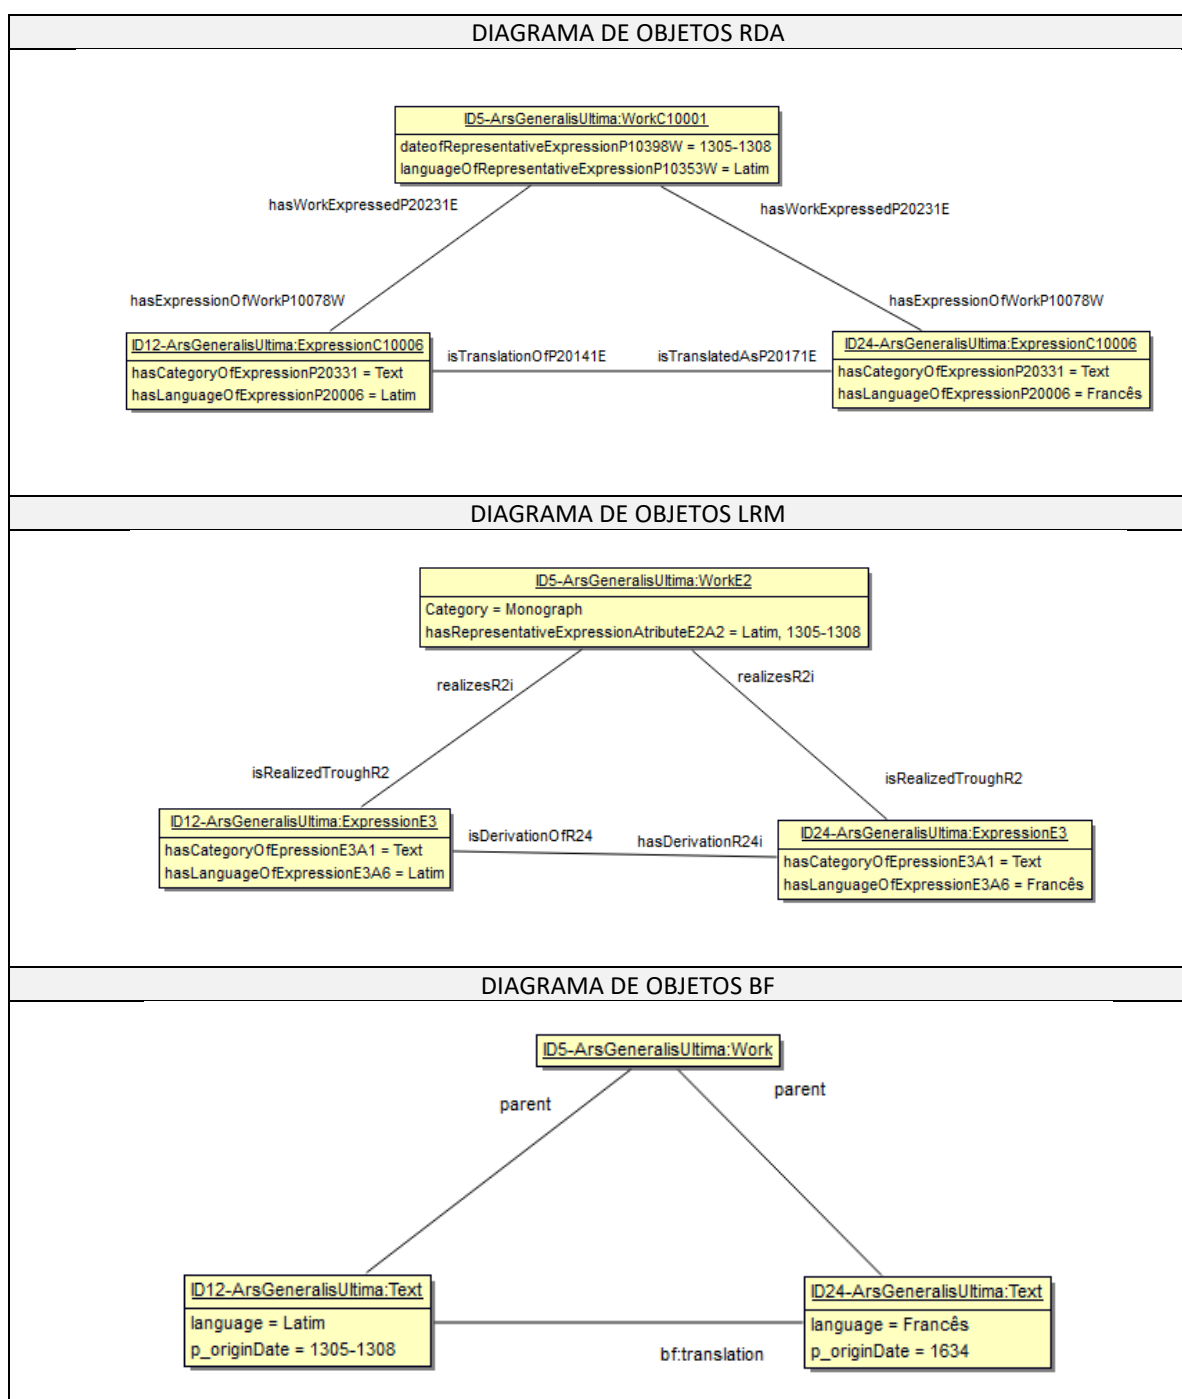 DIAGRAMA DE OBJETOS RDA
ID5-ArsGeneralisUltima:WorkC10001
dateofRepresentativeExpressionP10398W = 1305-1308
languageOfRepresentativeExpressionP10353W = Latim
hasWorkExpressedP20231E
hasWorkExpressedP20231E
hasExpressionOfWorkP10078W
hasExpressionOfWorkP10078W
ID12-ArsGeneralisUltima:ExpressionC10006
hasCategoryOfExpressionP20331 = Text
hasLanguageOfExpressionP20006 = Latim
isTranslationOfP20141E
isTranslatedAsP20171E
ID24-ArsGeneralisUltima:ExpressionC10006
hasCategoryOfExpressionP20331 = Text
hasLanguageOfExpressionP20006 = Francês
DIAGRAMA DE OBJETOS LRM
ID5-ArsGeneralisUltima:WorkE2
Category = Monograph
hasRepresentativeExpressionAtributeE2A2 = Latim, 1305-1308
realizesR2i
realizesR2i
isRealizedTroughR2
isRealizedTroughR2
ID12-ArsGeneralisUltima:ExpressionE3
hasCategoryOfEpressionE3A1 = Text
hasLanguageOfExpressionE3A6 = Latim
isDerivationOfR24
hasDerivationR24i
ID24-ArsGeneralisUltima:ExpressionE3
hasCategoryOfEpressionE3A1 = Text
hasLanguageOfExpressionE3A6 = Francês
DIAGRAMA DE OBJETOS BF
ID5-ArsGeneralisUltima:Work
parent
parent
ID12-ArsGeneralisUltima:Text
language = Latim
p_originDate = 1305-1308
bf:translation
ID24-ArsGeneralisUltima:Text
language = Francês
p_originDate = 1634